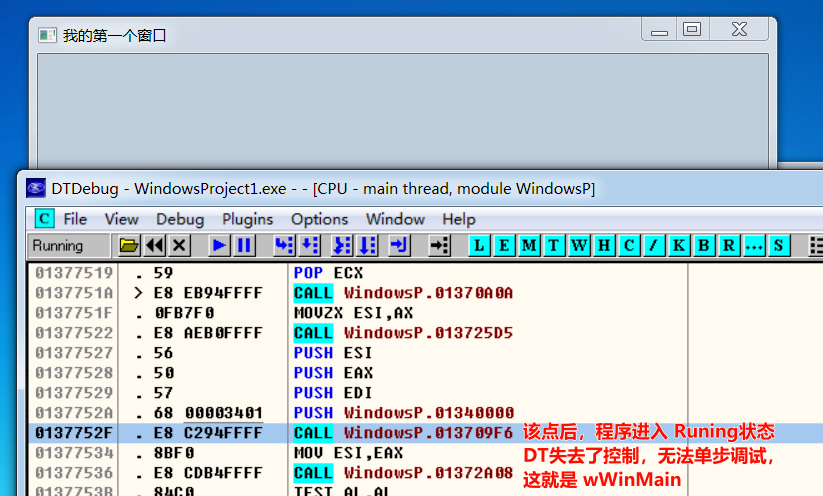 我的第一个窗口
DTDebug - WindowsProject1.exe - - [CPU - main thread, module WindowsP]
C File View Debug Plugins Options Window Help
Running L E M T W H C / K B R ... S
01377519 . 59 POP ECX
0137751A > E8 EB94FFFF CALL WindowsP.01370A0A
0137751F . 0FB7F0 MOVZX ESI,AX
01377522 . E8 AEB0FFFF CALL WindowsP.013725D5
01377527 . 56 PUSH ESI
01377528 . 50 PUSH EAX
01377529 . 57 PUSH EDI
0137752A . 68 00003401 PUSH WindowsP.01340000
0137752F . E8 C294FFFF CALL WindowsP.013709F6 该点后，程序进入 Runing状态
01377534 . 8BF0 MOV ESI,EAX DT失去了控制，无法单步调试，
01377536 . E8 CDB4FFFF CALL WindowsP.01372A08 这就是 wWinMain
0137753B . 84C0 TEST AL,AL